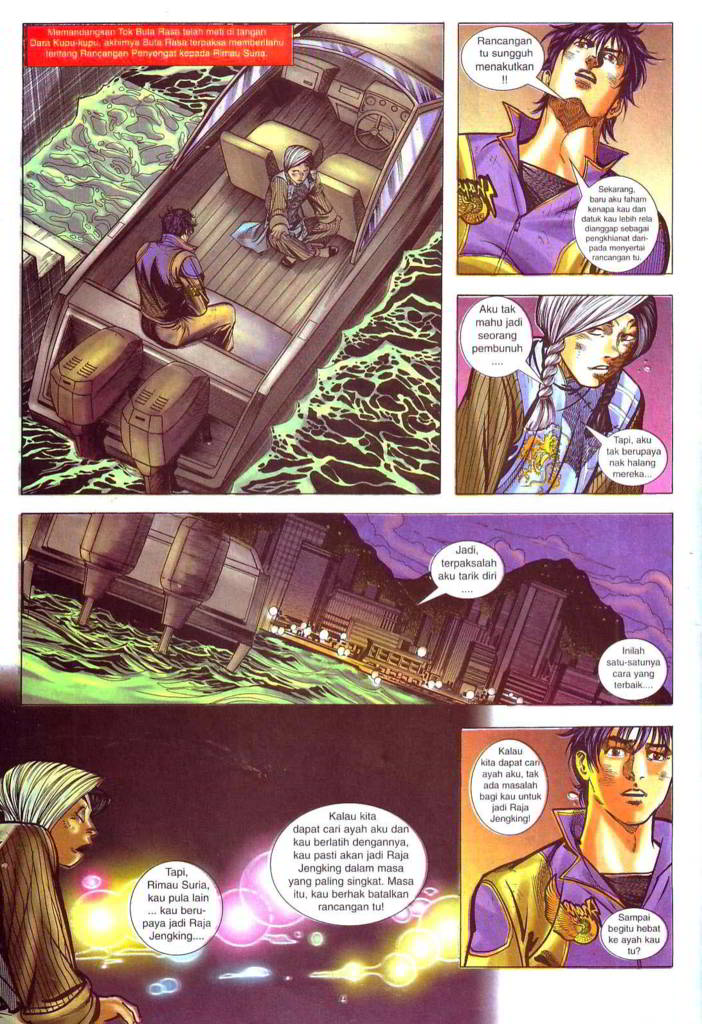 Memandangkan Tok Buta Rasa telah mati di tangan
Dara Kupu-kupu, akhirnya Buta Rasa terpaksa memberitahu
tentang Rancangan Penyengat kepada Rimau Suria.
Rancangan
tu sungguh
menakutkan
!!
Sekarang,
baru aku faham
kenapa kau dan
datuk kau lebih rela
dianggap sebagai
pengkhianat dari-
pada menyertai
rancangan tu.
Aku tak
mahu jadi
seorang
pembunuh
....
Tapi, aku
tak berupaya
nak halang
mereka...
Jadi,
terpaksalah
aku tarik diri
....
Inilah
satu-satunya
cara yang
terbaik....
Tapi,
Rimau Suria,
kau pula lain
... kau beru-
paya jadi Raja
Jengking....
Kalau kita
dapat cari ayah aku dan
kau berlatih dengannya,
kau pasti akan jadi Raja
Jengking dalam masa
yang paling singkat. Masa
itu, kau berhak batalkan
rancangan tu!
Kalau
kita dapat cari
ayah aku, tak
ada masalah
bagi kau untuk
jadi Raja
Jengking!
Sampai
begitu hebat
ke ayah kau
tu?